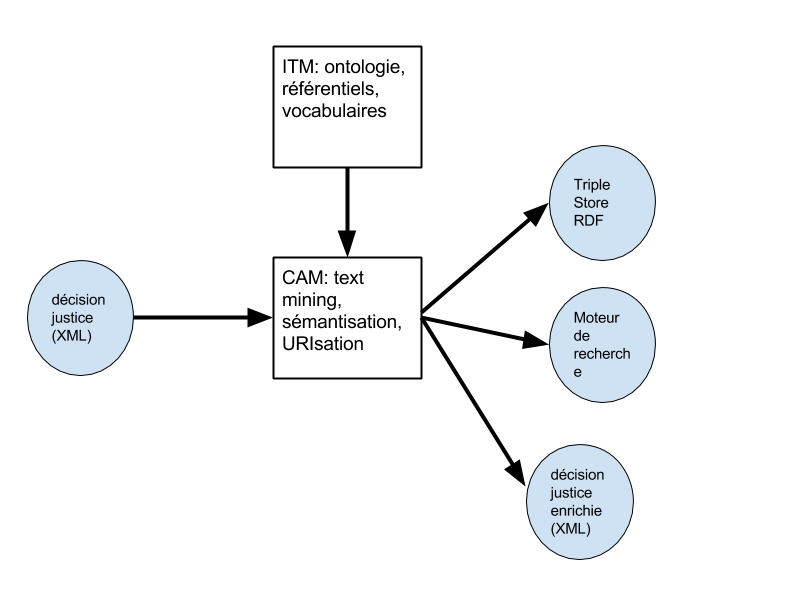 ITM: ontologie,
référentiels,
vocabulaires
Triple
Store
RDF
CAM: text
mining,
sémantisation,
URIsation
décision
justice
(XML)
Moteur
de
recherch
e
décision
justice
enrichie
(XML)